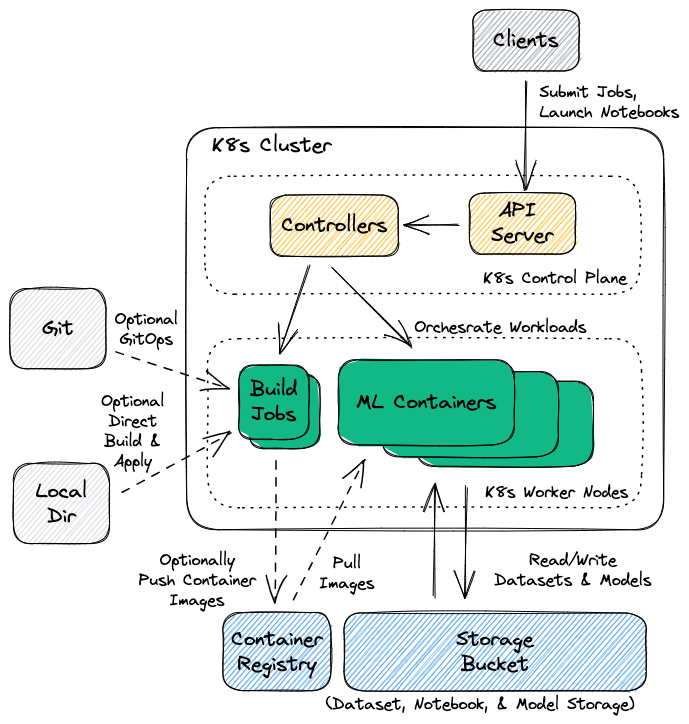 Clients
Submit Jobs,
Launch Notebooks
K8s Cluster
Controllers
API
Server
K8s Control Plane
Git
Optional
GitOps
Orchesrate Workloads
Build
Jobs
ML Containers
Optional
Direct
Build &
Apply
Local
Dir
K8s Worker Nodes
Optionally
Push Container
Images
Pull
Images
Read/Write
Datasets & Models
Container
Registry
Storage
Bucket
(Dataset, Notebook, & Model Storage)